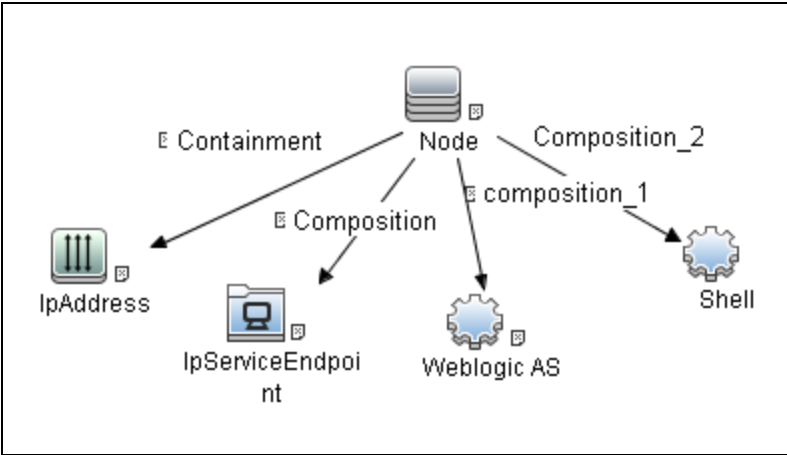 Node
Containment
Composition_2
composition_1
Composition
IpAddress
Shell
IpServiceEndpoi
nt
Weblogic AS